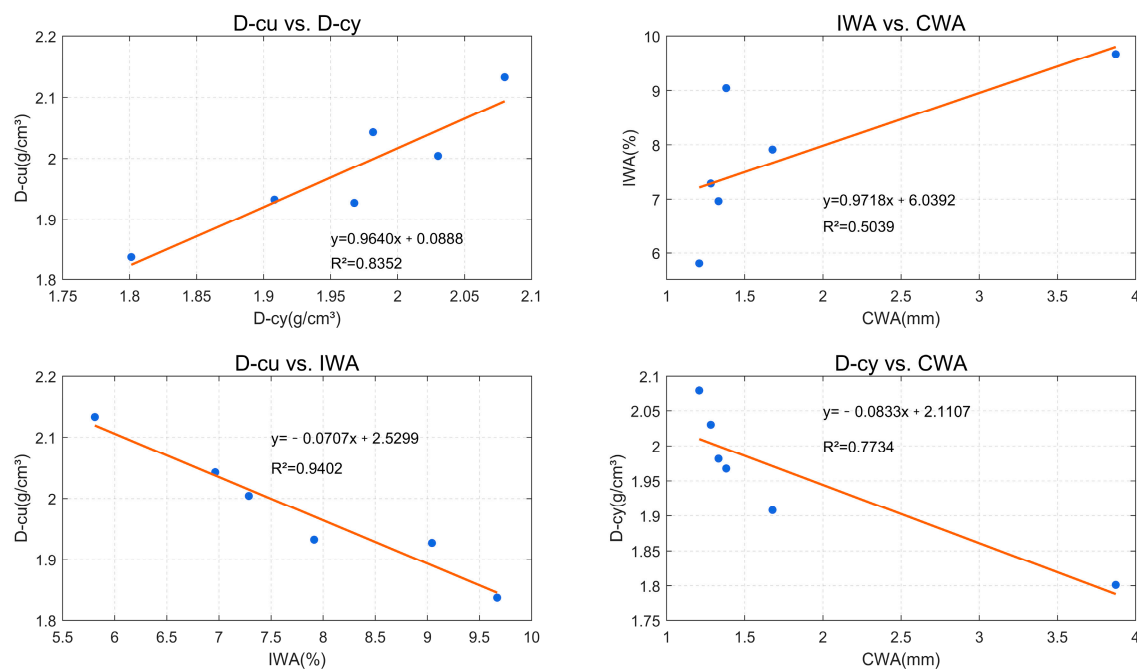 D-cu vs. D-cy
2.2
2.1
2
1.9
1.8
D-cu(g/cm³)
y=0.9640x + 0.0888
R²=0.8352
1.75 1.8 1.85 1.9 1.95 2 2.05 2.1
D-cy(g/cm³)
IWA vs. CWA
10
9
8
7
6
IWA(%)
y=0.9718x + 6.0392
R²=0.5039
1 1.5 2 2.5 3 3.5 4
CWA(mm)
D-cu vs. IWA
2.2
2.1
2
1.9
1.8
D-cu(g/cm³)
y= - 0.0707x + 2.5299
R²=0.9402
5.5 6 6.5 7 7.5 8 8.5 9 9.5 10
IWA(%)
D-cy vs. CWA
2.1
2.05
2
1.95
1.9
1.85
1.8
1.75
D-cy(g/cm³)
y= - 0.0833x + 2.1107
R²=0.7734
1 1.5 2 2.5 3 3.5 4
CWA(mm)